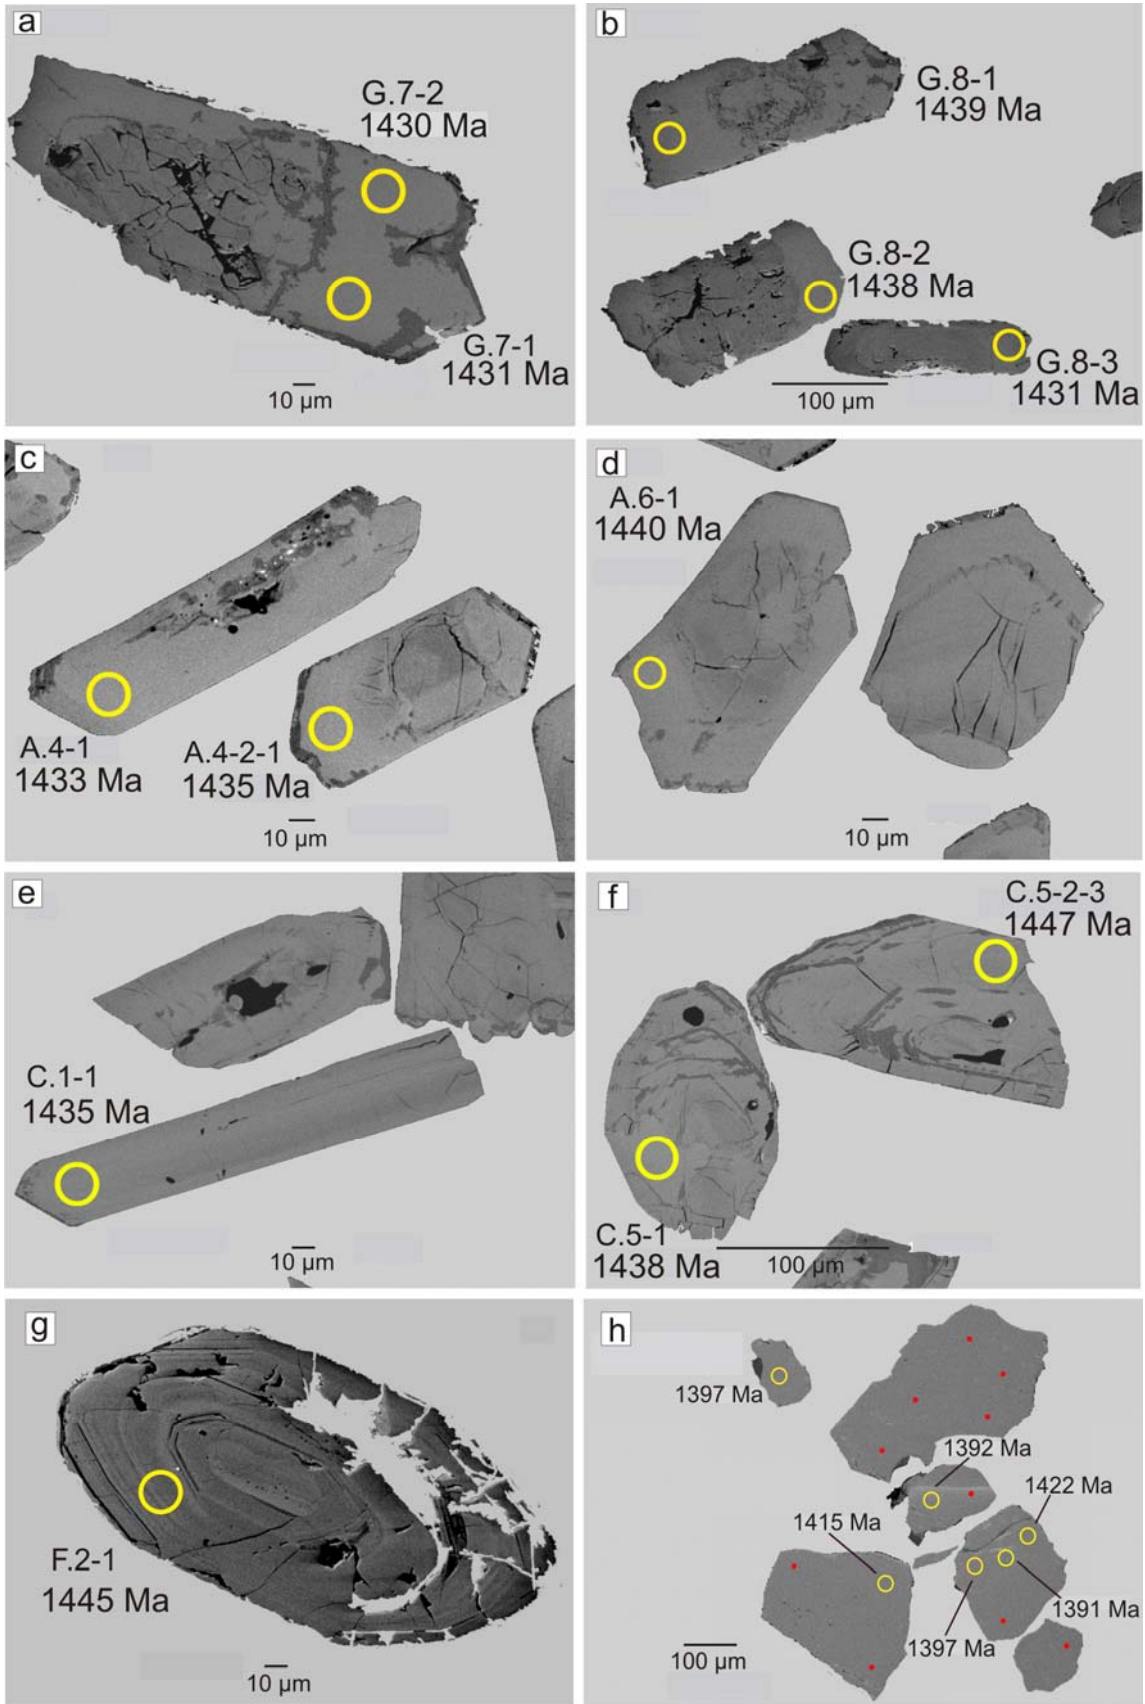 a
G.7-2
1430 Ma
G.7-1
1431 Ma
10 µm
b
G.8-1
1439 Ma
G.8-2
1438 Ma
G.8-3
1431 Ma
100 µm
c
A.4-1
1433 Ma
A.4-2-1
1435 Ma
10 µm
d
A.6-1
1440 Ma
10 µm
e
C.1-1
1435 Ma
10 µm
f
C.5-2-3
1447 Ma
C.5-1
1438 Ma
100 µm
g
F.2-1
1445 Ma
10 µm
h
1397 Ma
1392 Ma
1422 Ma
1415 Ma
1391 Ma
1397 Ma
100 µm